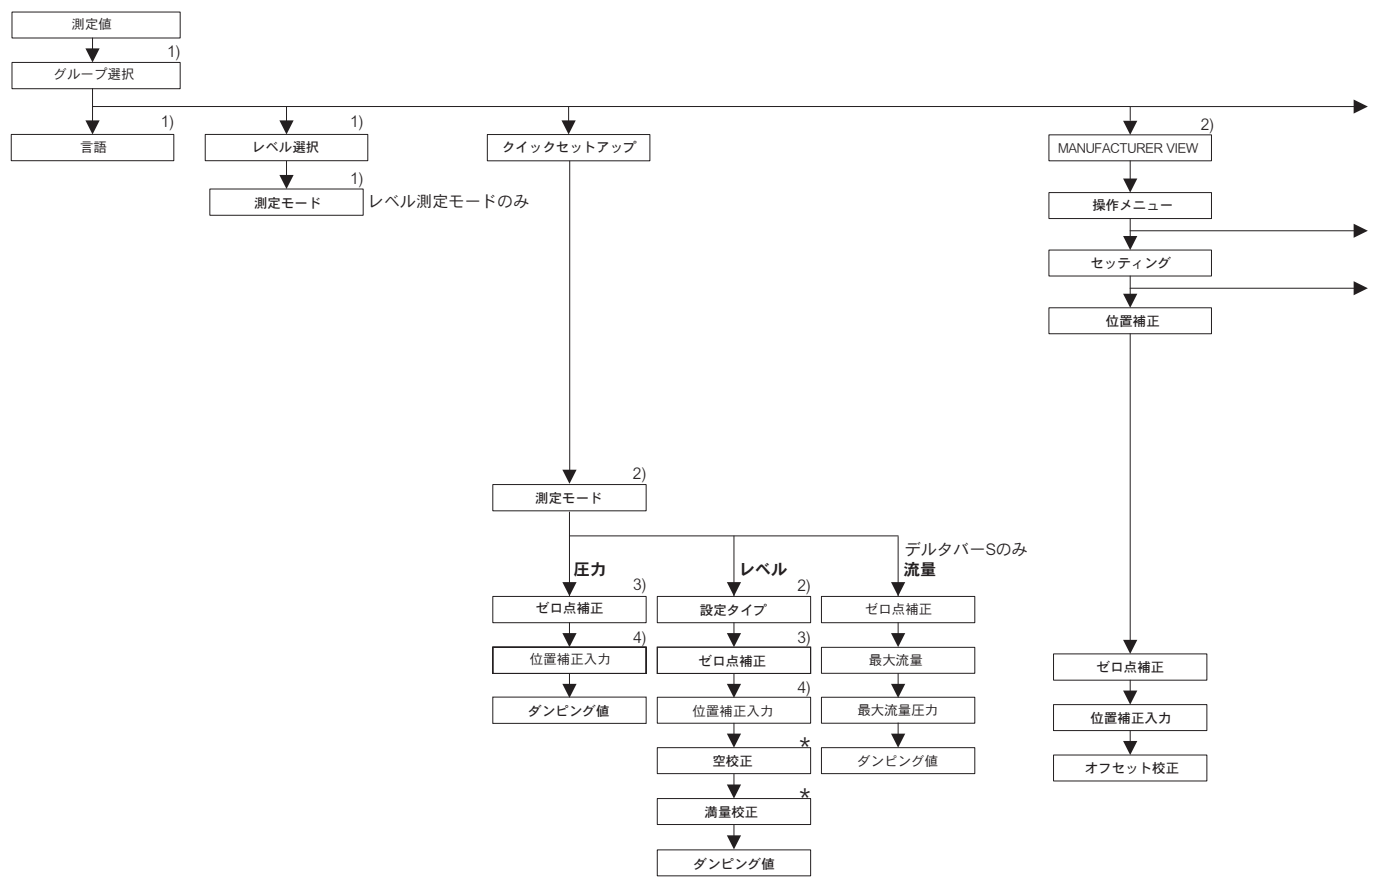 測定値
1)
グループ選択
1)
言語
1)
レベル選択
クイックセットアップ
2)
MANUFACTURER VIEW
1)
測定モード
レベル測定モードのみ
操作メニュー
セッティング
位置補正
2)
測定モード
デルタバーSのみ
圧力
レベル
流量
3)
ゼロ点補正
2)
設定タイプ
ゼロ点補正
4)
位置補正入力
3)
ゼロ点補正
最大流量
ゼロ点補正
ダンピング値
4)
位置補正入力
最大流量圧力
位置補正入力
*
空校正
ダンピング値
オフセット校正
*
満量校正
ダンピング値